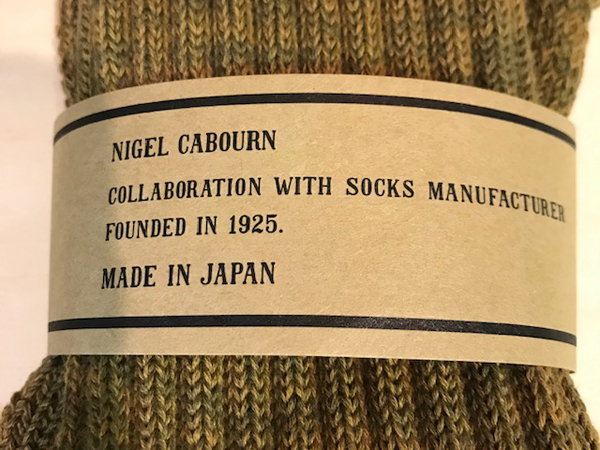 NIGEL CABOURN
COLLABORATION WITH SOCKS MANUFACTURER
FOUNDED IN 1925.
MADE IN JAPAN